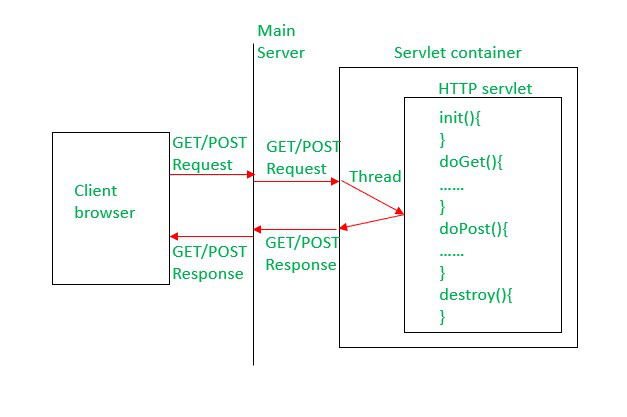 Main
Server
Servlet container
HTTP servlet
init(){
}
doGet(){
......
}
doPost(){
......
}
destroy(){
}
GET/POST
Request
GET/POST
Request
Thread
Client
browser
GET/POST
Response
GET/POST
Response